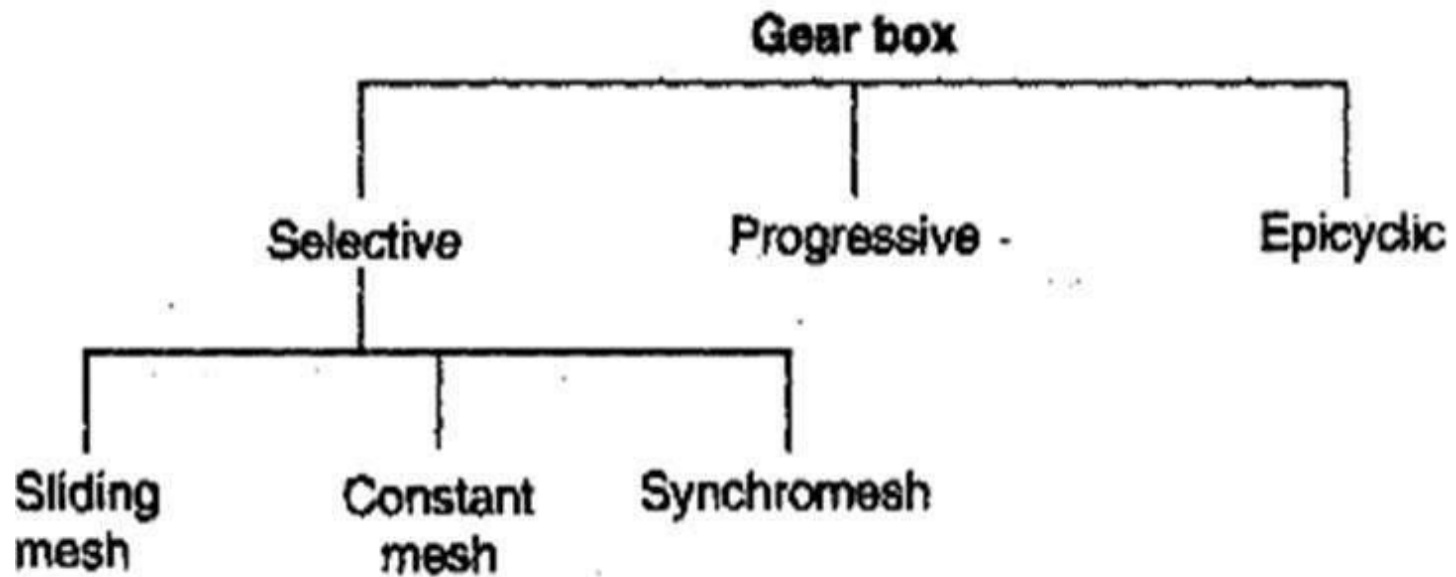 Gear box
Selective
Progressive
Epicyclic
Sliding
mesh
Constant
mesh
Synchromesh